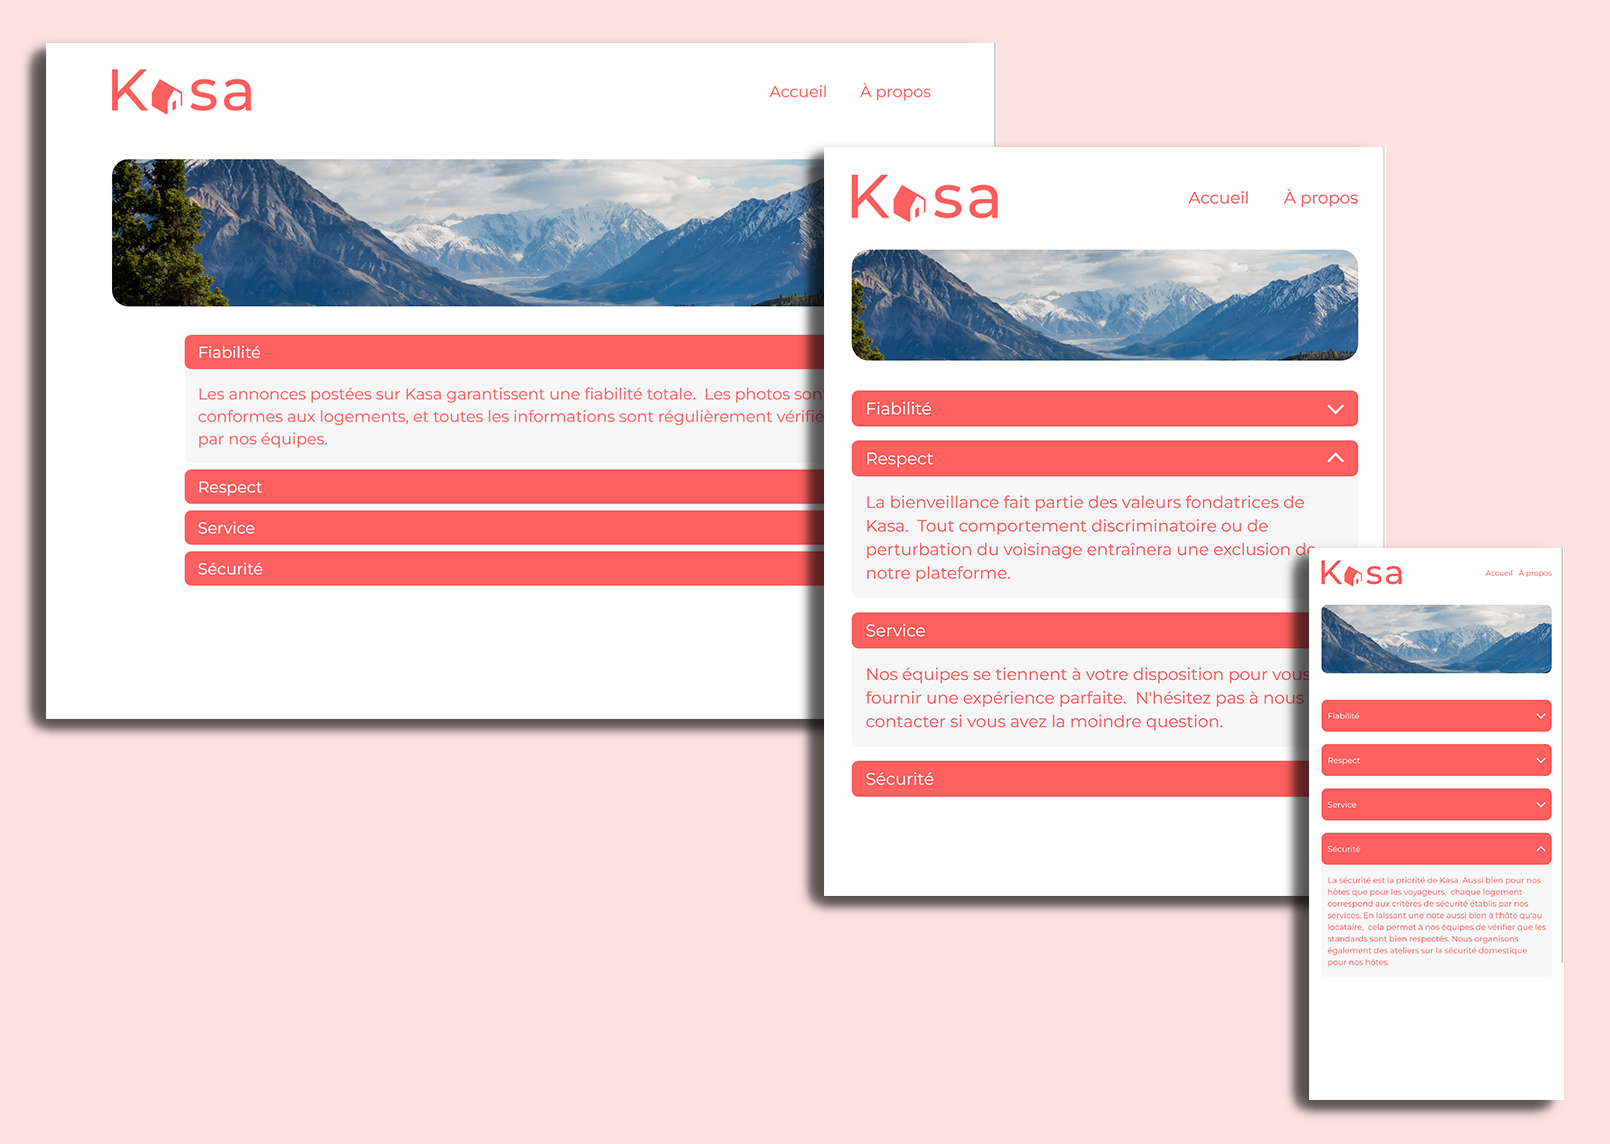 Kasa
Accueil À propos
Fiabilité
Les annonces postées sur Kasa garantissent une fiabilité totale. Les photos son
conformes aux logements, et toutes les informations sont régulièrement vérifié
par nos équipes.
Respect
Service
Sécurité
Kasa
Accueil À propos
Fiabilité
Respect
La bienveillance fait partie des valeurs fondatrices de
Kasa. Tout comportement discriminatoire ou de
perturbation du voisinage entraînera une exclusion de
notre plateforme.
Service
Nos équipes se tiennent à votre disposition pour vous
fournir une expérience parfaite. N'hésitez pas à nous
contacter si vous avez la moindre question.
Sécurité
Kasa
Accueil À propos
Fiabilité
Respect
Service
Sécurité
La sécurité est la priorité de Kasa. Aussi bien pour nos
hôtes que pour les voyageurs, chaque logement
correspond aux critères de sécurité établis par nos
services. En laissant une note aussi bien à l'hôte qu'au
locataire, cela permet à nos équipes de vérifier que les
standards sont bien respectés. Nous organisons
également des ateliers sur la sécurité domestique
pour nos hôtes.